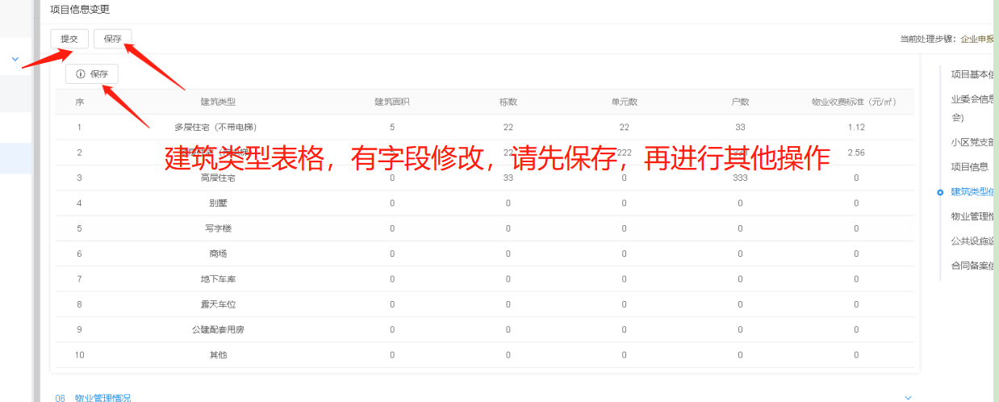 项目信息变更
提交 保存
当前处理步骤：企业申报
保存
序 建筑类型 建筑面积 栋数 单元数 户数 物业收费标准（元/㎡）
1 多层住宅（不带电梯） 5 22 22 33 1.12
2 22 222 2.56
建筑类型表格，有字段修改，请先保存，再进行其他操作
3 高层住宅 0 33 0 333 0
4 别墅 0 0 0 0 0
5 写字楼 0 0 0 0 0
6 商场 0 0 0 0 0
7 地下车库 0 0 0 0 0
8 露天车位 0 0 0 0 0
9 公建配套用房 0 0 0 0 0
10 其他 0 0 0 0 0
06 物业管理情况
项目基本信
业委会信息
会)
小区党支部
项目信息
建筑类型信
物业管理情
公共设施设
合同备案信